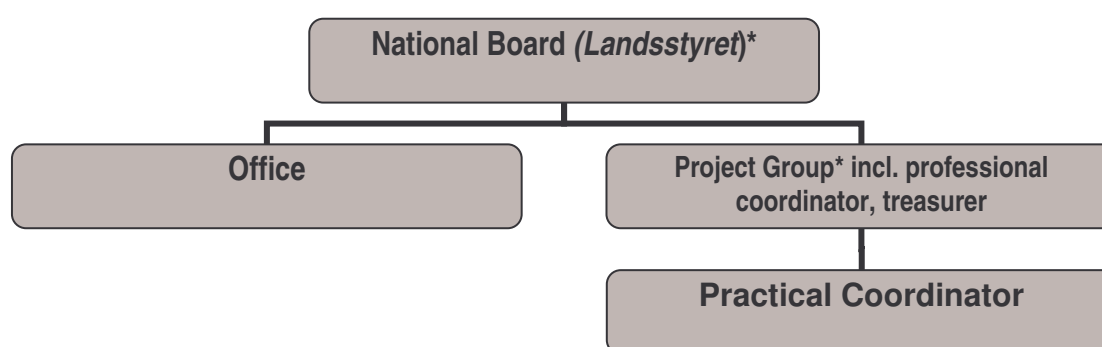 National Board (Landsstyret)*
Office
Project Group* incl. professional
coordinator, treasurer
Practical Coordinator